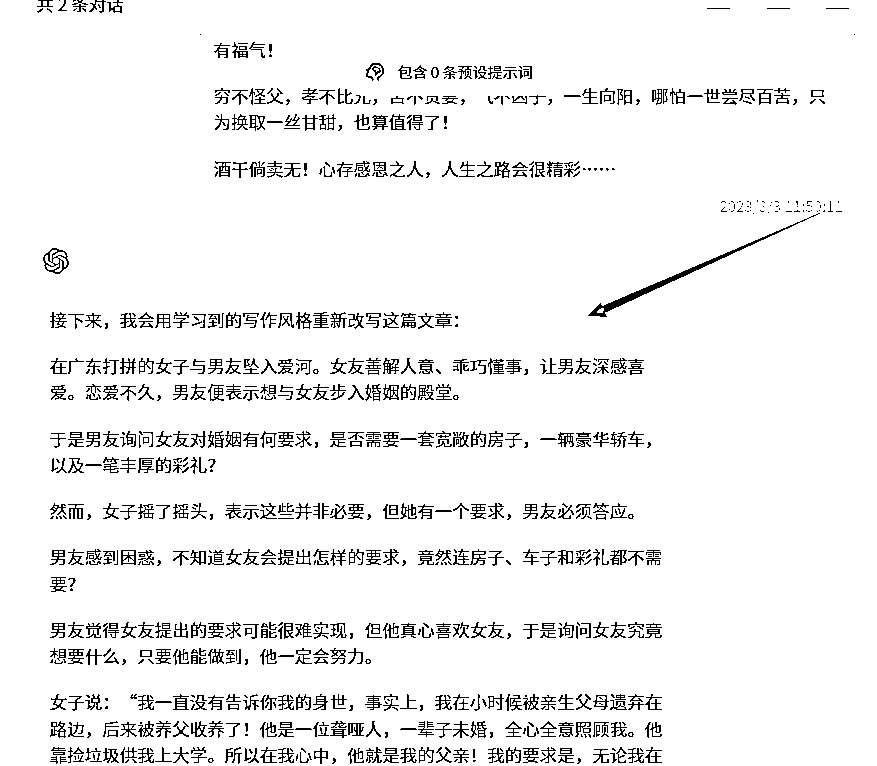 共 2 条对话
有福气！
包含 0 条预设提示词
穷不怪父，孝不比兄，苦不责妻，气不凶子，一生向阳，哪怕一世尝尽百苦，只
为换取一丝甘甜，也算值得了！
酒干倘卖无！心存感恩之人，人生之路会很精彩……
11:59:11
接下来，我会用学习到的写作风格重新改写这篇文章：
在广东打拼的女子与男友坠入爱河。女友善解人意、乖巧懂事，让男友深感喜
爱。恋爱不久，男友便表示想与女友步入婚姻的殿堂。
于是男友询问女友对婚姻有何要求，是否需要一套宽敞的房子，一辆豪华轿车，
以及一笔丰厚的彩礼？
然而，女子摇了摇头，表示这些并非必要，但她有一个要求，男友必须答应。
男友感到困惑，不知道女友会提出怎样的要求，竟然连房子、车子和彩礼都不需
要？
男友觉得女友提出的要求可能很难实现，但他真心喜欢女友，于是询问女友究竟
想要什么，只要他能做到，他一定会努力。
女子说：“我一直没有告诉你我的身世，事实上，我在小时候被亲生父母遗弃在
路边，后来被养父收养了！他是一位聋哑人，一辈子未婚，全心全意照顾我。他
靠捡垃圾供我上大学。所以在我心中，他就是我的父亲！我的要求是，无论我在